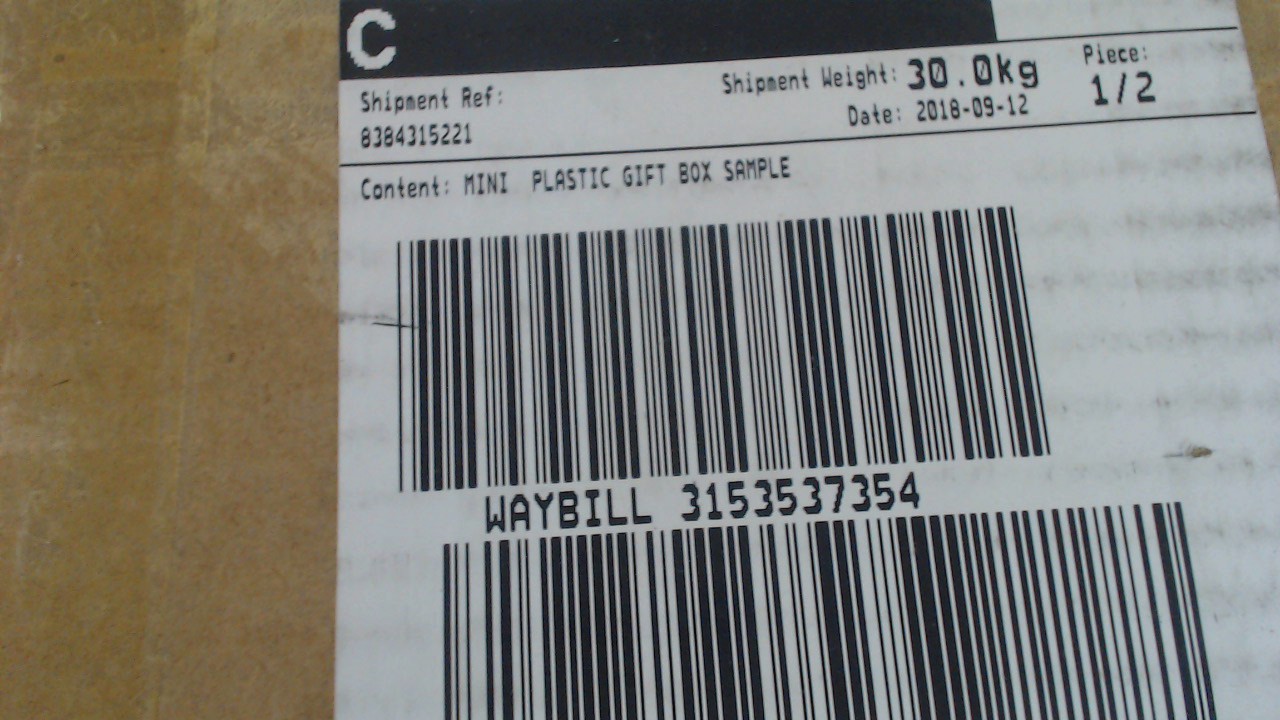 C
Shipment Ref:
8384315221
Shipment Weight: 30.0kg
Date: 2018-09-12
Piece:
1/2
Content: MINI  PLASTIC GIFT BOX SAMPLE
WAYBILL 3153537354